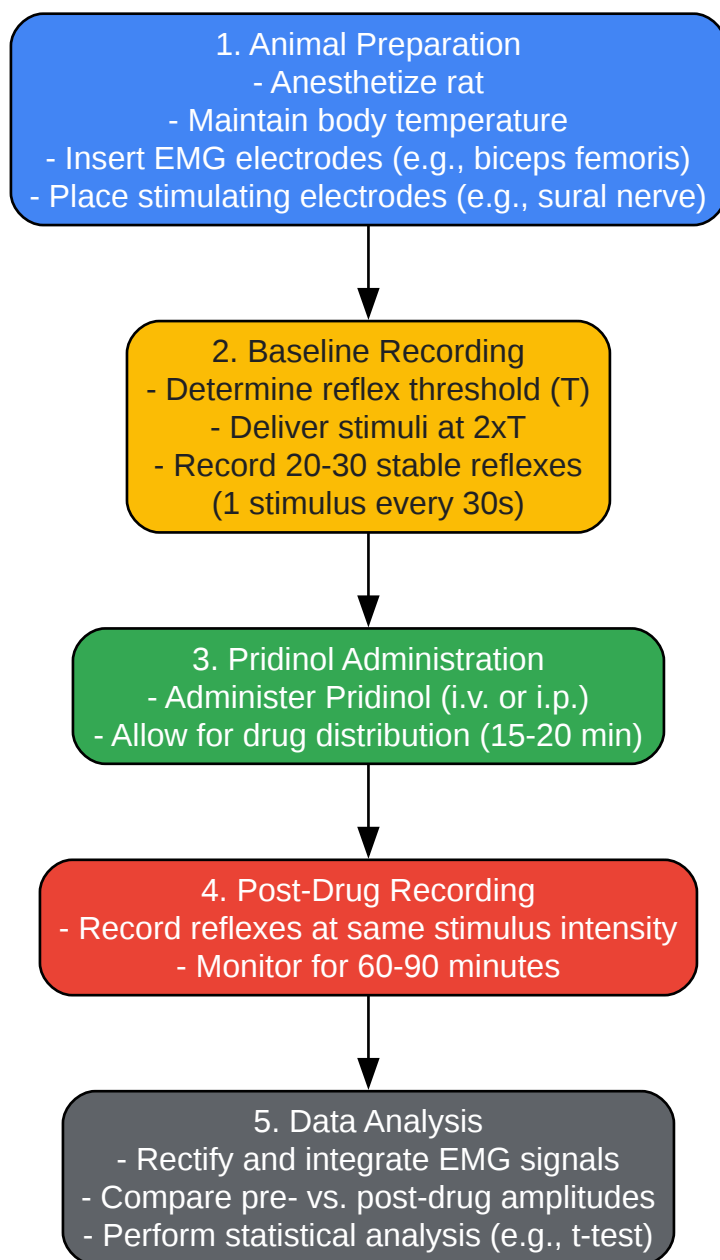 1. Animal Preparation
- Anesthetize rat
- Maintain body temperature
- Insert EMG electrodes (e.g., biceps femoris)
- Place stimulating electrodes (e.g., sural nerve)
2. Baseline Recording
- Determine reflex threshold (T)
- Deliver stimuli at 2xT
- Record 20-30 stable reflexes
(1 stimulus every 30s)
3. Pridinol Administration
- Administer Pridinol (i.v. or i.p.)
- Allow for drug distribution (15-20 min)
4. Post-Drug Recording
- Record reflexes at same stimulus intensity
- Monitor for 60-90 minutes
5. Data Analysis
- Rectify and integrate EMG signals
- Compare pre- vs. post-drug amplitudes
- Perform statistical analysis (e.g., t-test)